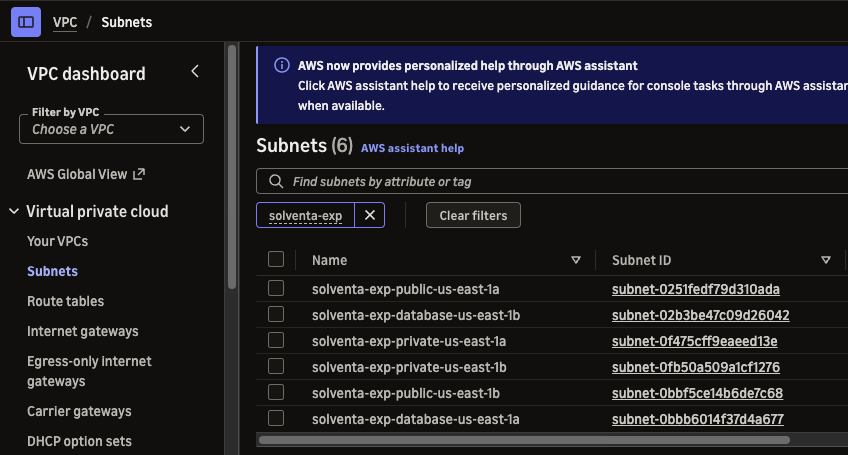 VPC / Subnets
VPC dashboard
Filter by VPC
Choose a VPC
AWS Global View
Virtual private cloud
Your VPCs
Subnets
Route tables
Internet gateways
Egress-only internet
gateways
Carrier gateways
DHCP option sets
AWS now provides personalized help through AWS assistant
Click AWS assistant help to receive personalized guidance for console tasks through AWS assistan
when available.
Subnets (6) AWS assistant help
Find subnets by attribute or tag
solventa-exp
Clear filters
Name Subnet ID
solventa-exp-public-us-east-1a subnet-0251fedf79d310ada
solventa-exp-database-us-east-1b subnet-02b3be47c09d26042
solventa-exp-private-us-east-1a subnet-0f475cff9eaeed13e
solventa-exp-private-us-east-1b subnet-0fb50a509a1cf1276
solventa-exp-public-us-east-1b subnet-0bbf5ce14b6de7c68
solventa-exp-database-us-east-1a subnet-0bbb6014f37d4a677